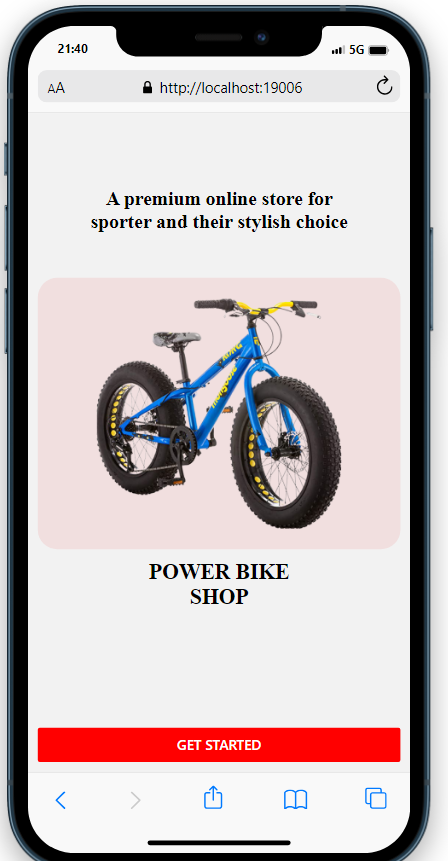 21:40
5G
AA
http://localhost:19006
A premium online store for
sporter and their stylish choice
mongoose
POWER BIKE
SHOP
GET STARTED